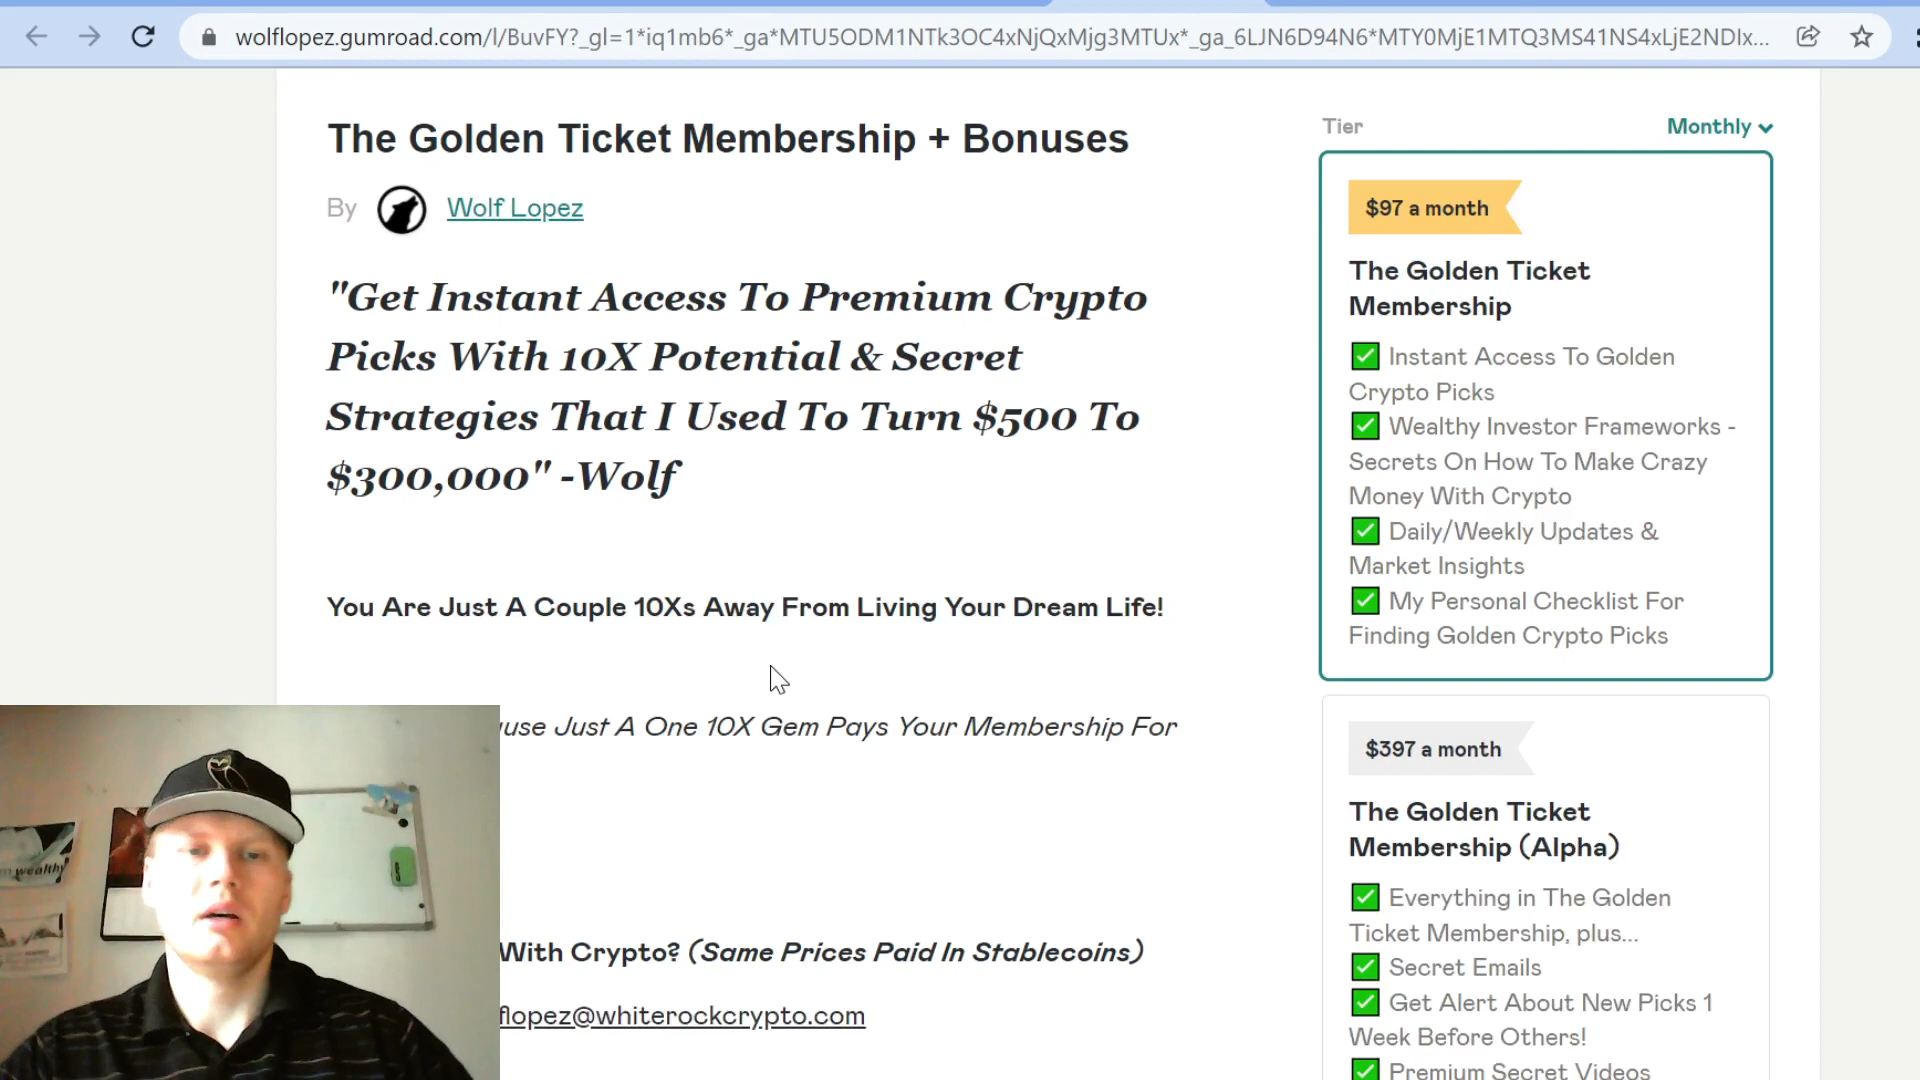 wolflopez.gumroad.com/l/BuvFY?_gl=1*iq1mb6*_ga*MTU5ODM1NTk3OC4xNjQxMjg3MTUx*_ga_6LJN6D94N6*MTY0MjE1MTQ3MS41NS4xLjE2NDIx...
The Golden Ticket Membership + Bonuses
By Wolf Lopez
"Get Instant Access To Premium Crypto
Picks With 10X Potential & Secret
Strategies That I Used To Turn $500 To
$300,000" -Wolf
You Are Just A Couple 10Xs Away From Living Your Dream Life!
use Just A One 10X Gem Pays Your Membership For
With Crypto? (Same Prices Paid In Stablecoins)
flopez@whiterockcrypto.com
Tier
Monthly
$97 a month
The Golden Ticket
Membership
✅ Instant Access To Golden
Crypto Picks
✅ Wealthy Investor Frameworks -
Secrets On How To Make Crazy
Money With Crypto
✅ Daily/Weekly Updates &
Market Insights
✅ My Personal Checklist For
Finding Golden Crypto Picks
$397 a month
The Golden Ticket
Membership (Alpha)
✅ Everything in The Golden
Ticket Membership, plus...
✅ Secret Emails
✅ Get Alert About New Picks 1
Week Before Others!
✅ Premium Secret Videos
wealthy